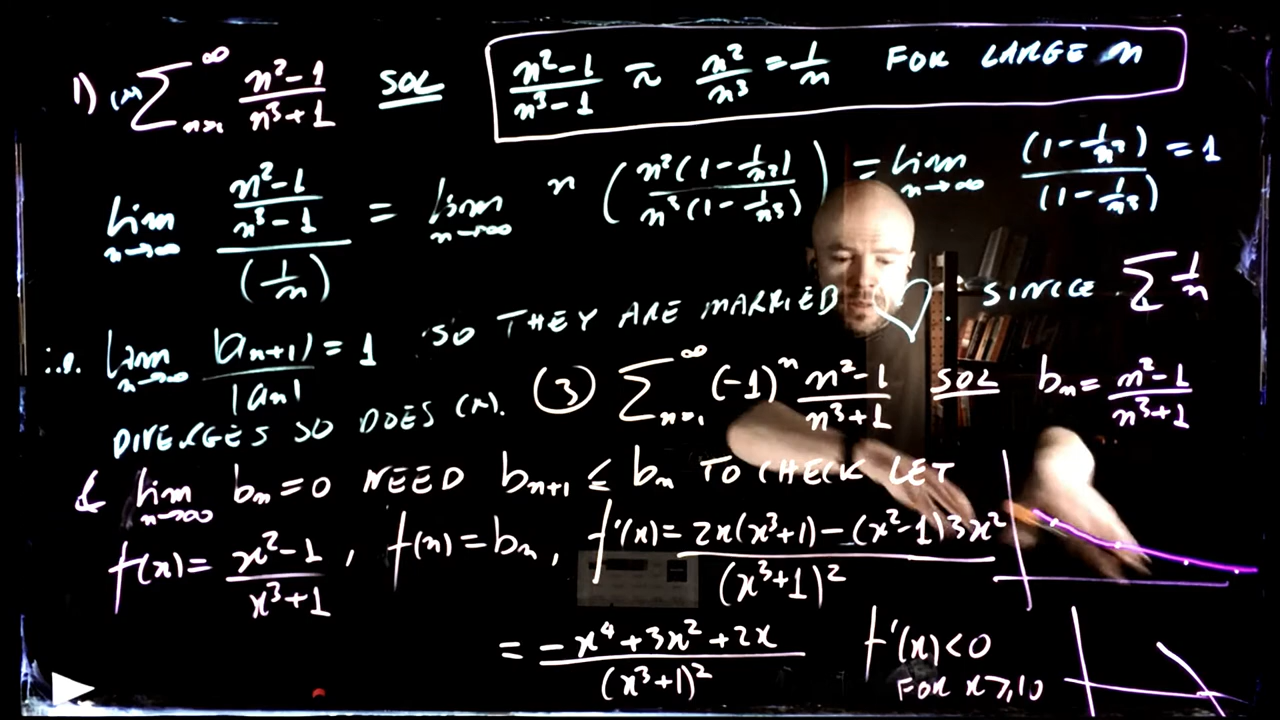 1) (*) ∑_{n=1}^{∞} (n²-1)/(n³+1) SOL (n²-1)/(n³-1) ≈ n²/n³ = 1/n FOR LARGE n
lim_{n→∞} ((n²-1)/(n³-1))/(1/n) = lim_{n→∞} n (n²(1-1/n²)/n³(1-1/n³)) = lim_{n→∞} (1-1/n²)/(1-1/n³) = 1
i.e. lim_{n→∞} |a_{n+1}|/|a_n| = 1 SO THEY ARE MARRIED ♡. SINCE ∑ 1/n
DIVERGES SO DOES (*). (3) ∑_{n=1}^{∞} (-1)^n (n²-1)/(n³+1) SOL b_n = (n²-1)/(n³+1)
& lim_{n→∞} b_n = 0 NEED b_{n+1} ≤ b_n TO CHECK LET
f(x) = (x²-1)/(x³+1), f(n) = b_n, f'(x) = (2x(x³+1)-(x²-1)3x²)/(x³+1)²
= (-x⁴+3x²+2x)/(x³+1)² f'(x)<0
FOR x≥10